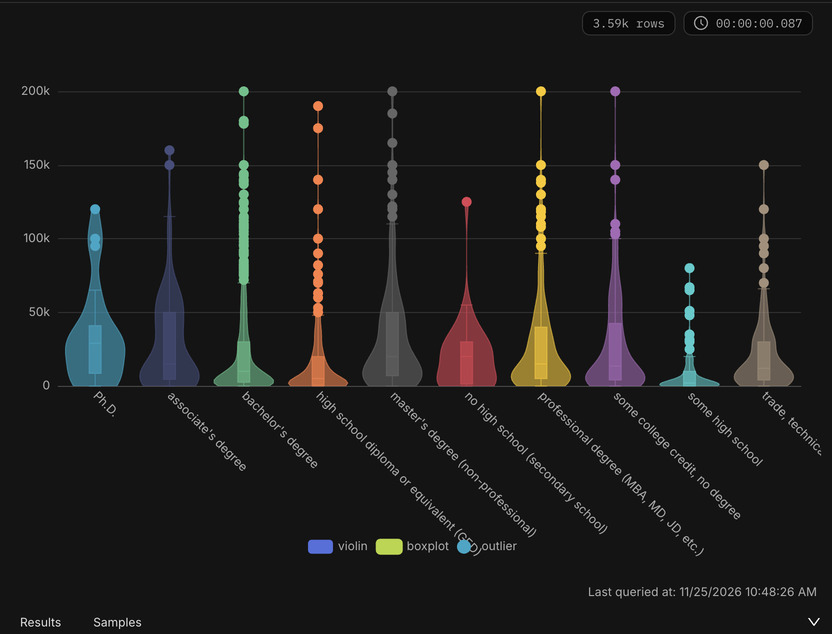 3.59k rows
00:00:00.087
200k
150k
100k
50k
0
Ph.D.
associate's degree
bachelor's degree
high school diploma or equivalent (GED)
master's degree (non-professional)
no high school (secondary school)
professional degree (MBA, MD, JD, etc.)
some college credit, no degree
some high school
trade, technic
violin
boxplot
outlier
Last queried at: 11/25/2026 10:48:26 AM
Results
Samples